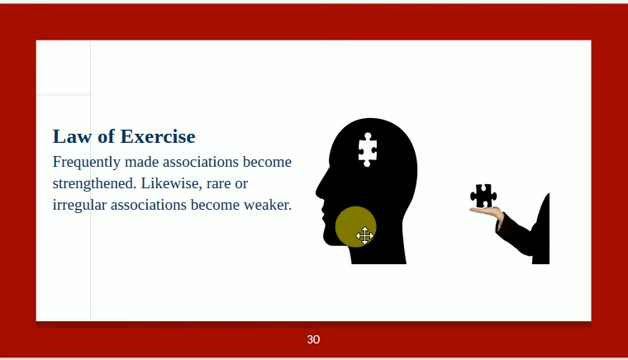 Law of Exercise
Frequently made associations become
strengthened. Likewise, rare or
irregular associations become weaker.
30